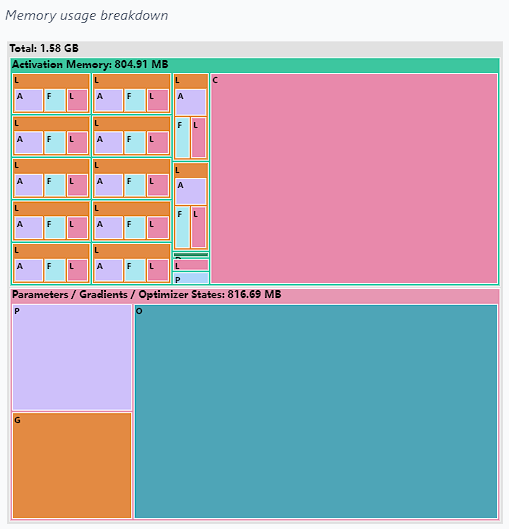 Memory usage breakdown
Total: 1.58 GB
Activation Memory: 804.91 MB
L L L C
A F L A F L A
L L F L
A F L A F L
L L L
A F L A F L A
L L F L
A F L A F L
L L
A F L A F L L
P
Parameters / Gradients / Optimizer States: 816.69 MB
P O
G